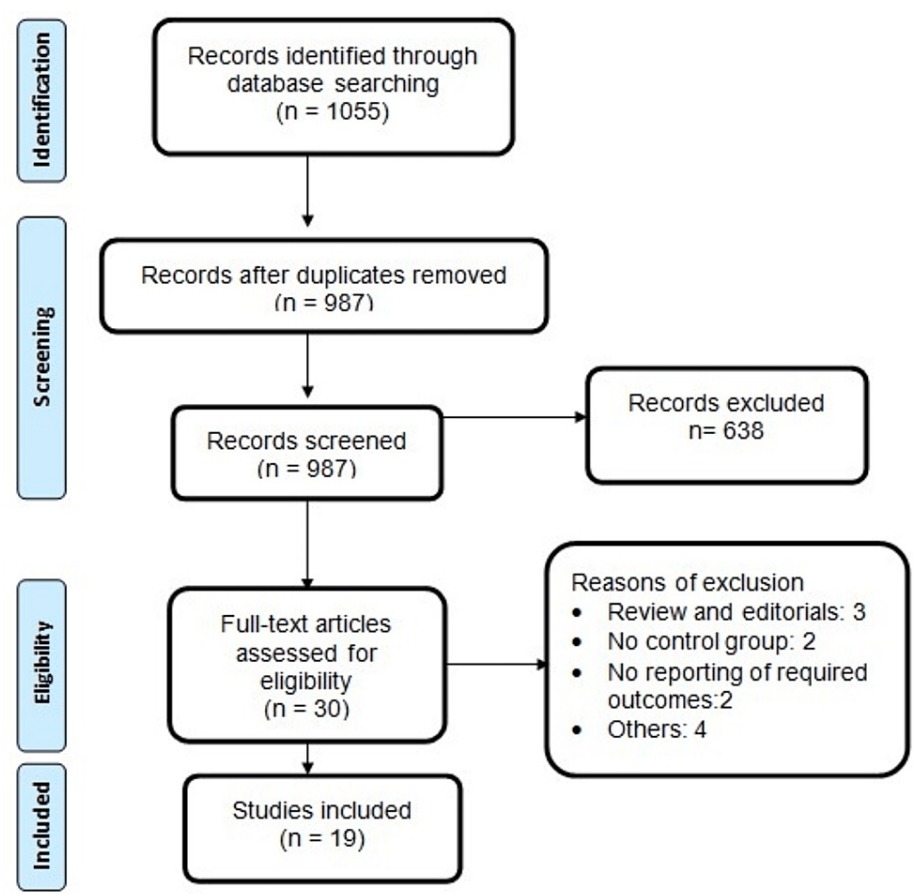 Identification
Records identified through
database searching
(n = 1055)
Screening
Records after duplicates removed
(n = 987)
Records screened
(n = 987)
Records excluded
n= 638
Eligibility
Full-text articles
assessed for
eligibility
(n = 30)
Reasons of exclusion
• Review and editorials: 3
• No control group: 2
• No reporting of required
outcomes:2
• Others: 4
Included
Studies included
(n = 19)